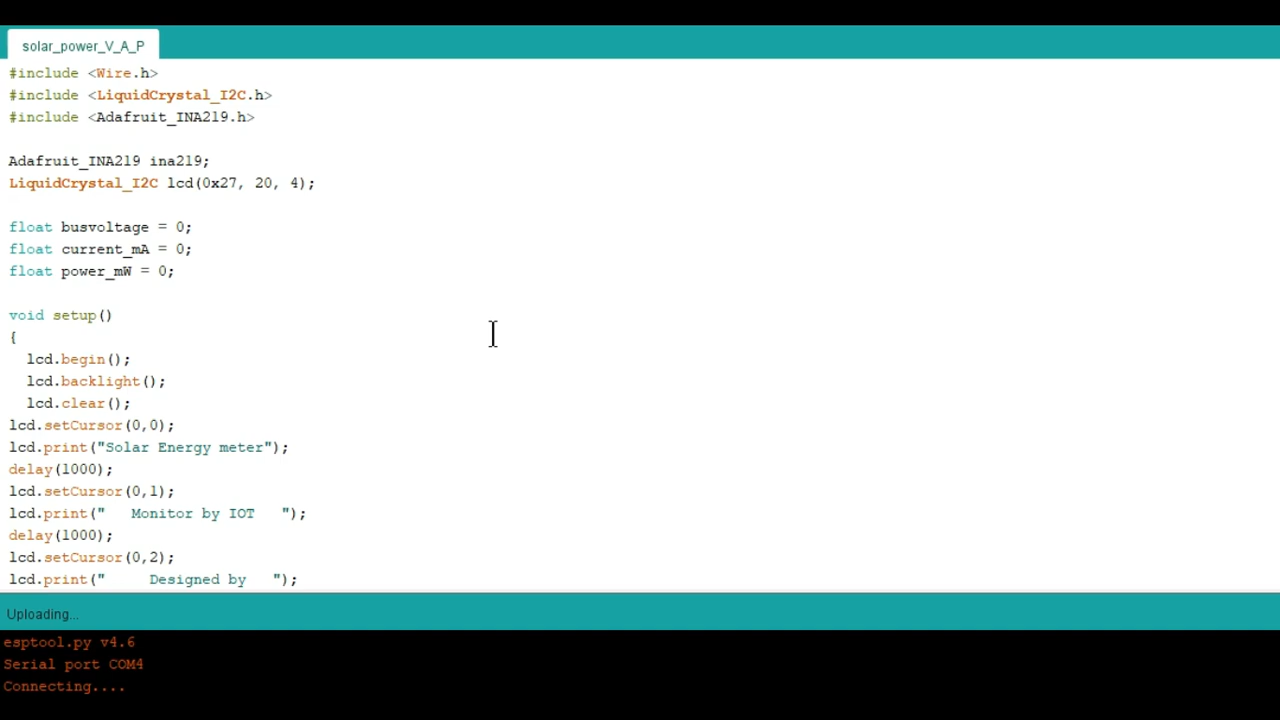 solar_power_V_A_P
#include <Wire.h>
#include <LiquidCrystal_I2C.h>
#include <Adafruit_INA219.h>
Adafruit_INA219 ina219;
LiquidCrystal_I2C lcd(0x27, 20, 4);
float busvoltage = 0;
float current_mA = 0;
float power_mW = 0;
void setup()
{
  lcd.begin();
  lcd.backlight();
  lcd.clear();
lcd.setCursor(0,0);
lcd.print("Solar Energy meter");
delay(1000);
lcd.setCursor(0,1);
lcd.print("   Monitor by IOT   ");
delay(1000);
lcd.setCursor(0,2);
lcd.print("     Designed by   ");
Uploading...
esptool.py v4.6
Serial port COM4
Connecting....